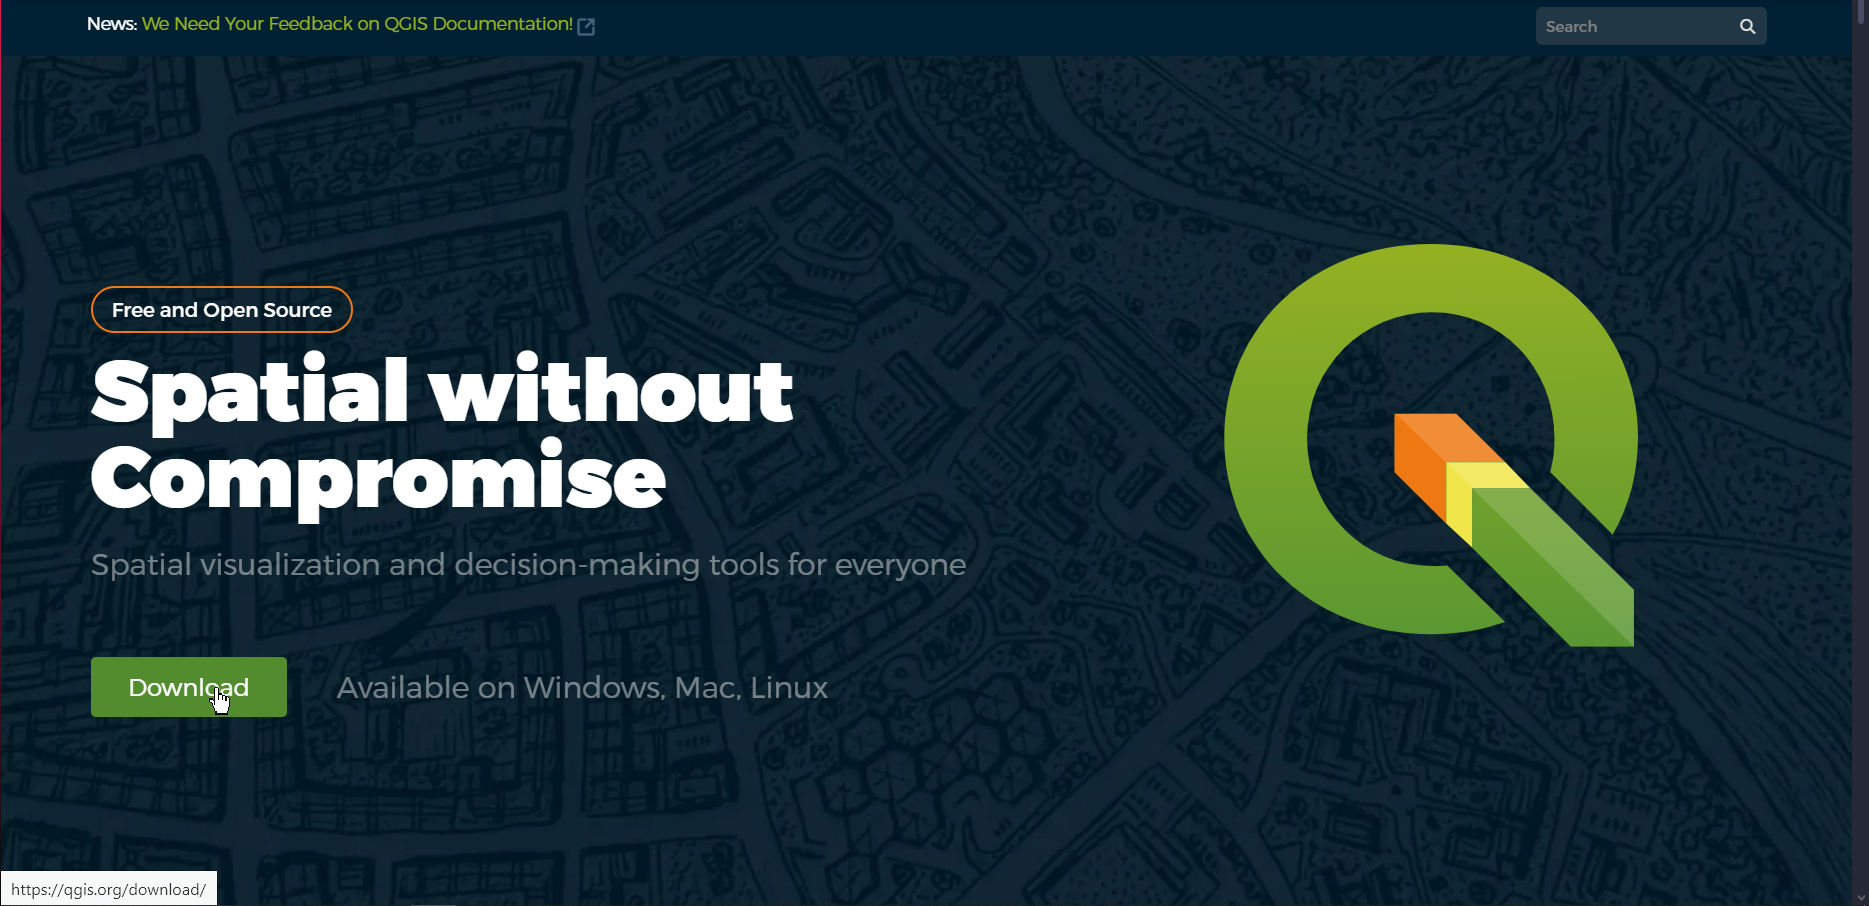 News: We Need Your Feedback on QGIS Documentation!
Search
Free and Open Source
Spatial without
Compromise
Spatial visualization and decision-making tools for everyone
Download
Available on Windows, Mac, Linux
https://qgis.org/download/